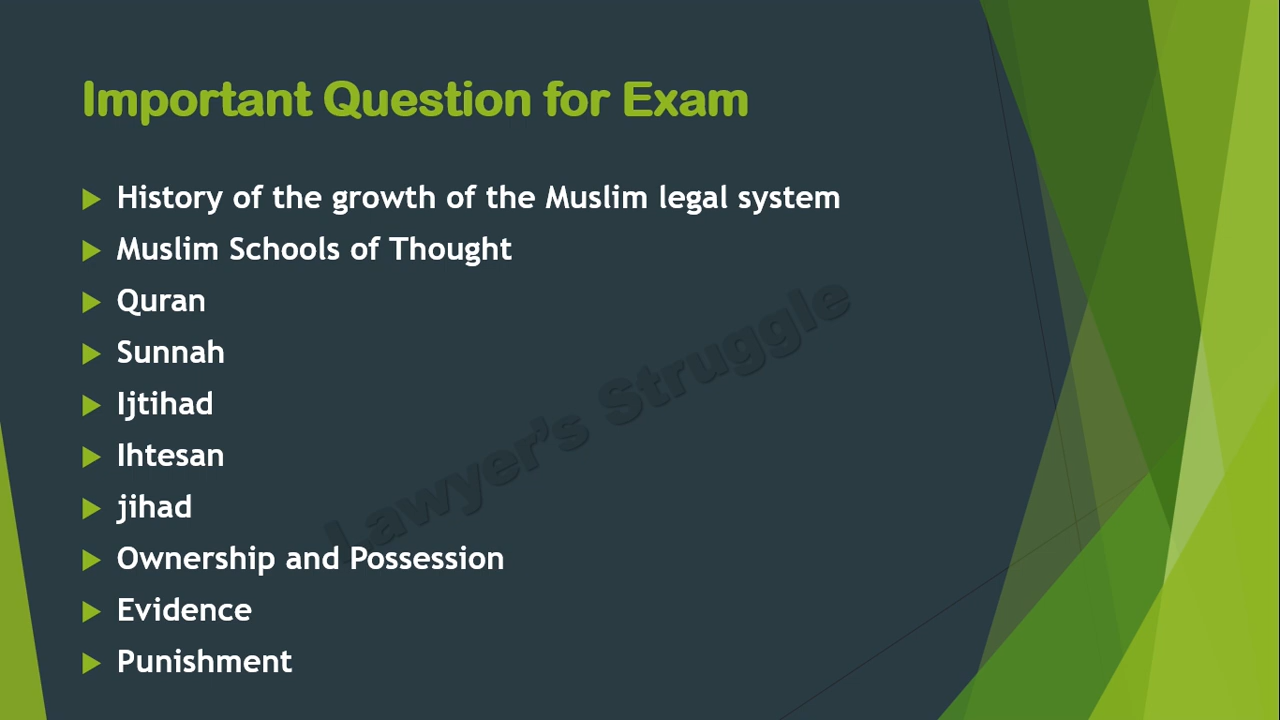 Important Question for Exam
History of the growth of the Muslim legal system
Muslim Schools of Thought
Quran
Sunnah
Ijtihad
Ihtesan
jihad
Ownership and Possession
Evidence
Punishment
Lawyer's Struggle